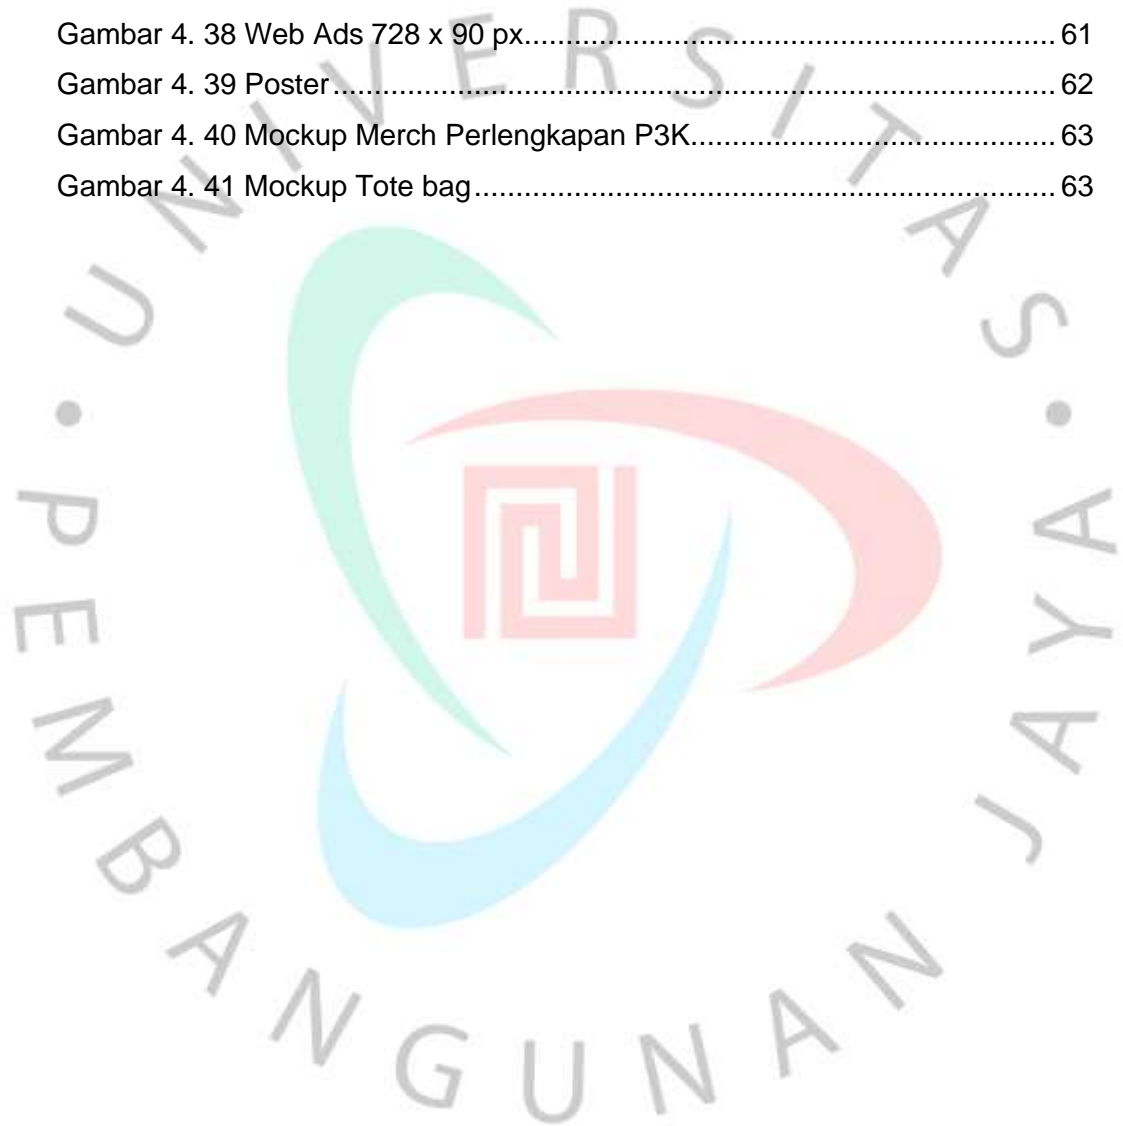 Gambar 4. 38 Web Ads 728 x 90 px................................................................ 61
Gambar 4. 39 Poster ....................................................................................... 62
Gambar 4. 40 Mockup Merch Perlengkapan P3K............................................ 63
Gambar 4. 41 Mockup Tote bag ...................................................................... 63
UNIVERSITAS • PEMBANGUNAN JAYA •